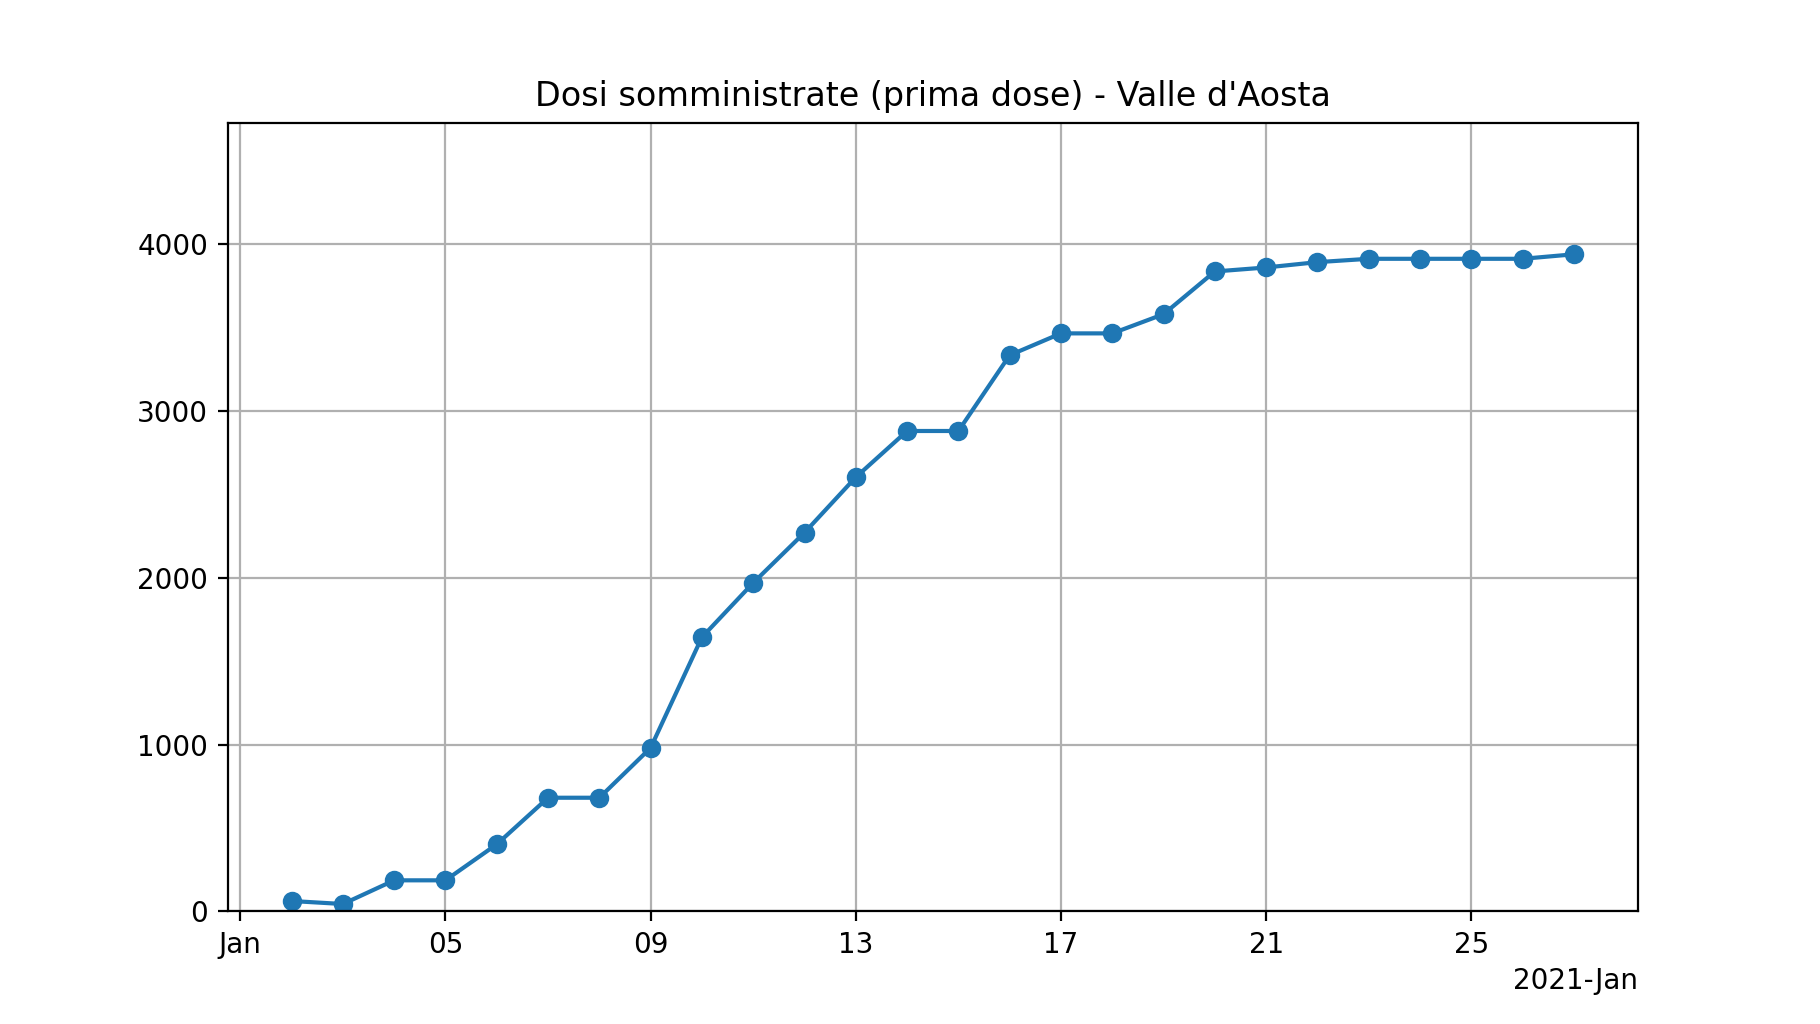 Dosi somministrate (prima dose) - Valle d'Aosta
4000
3000
2000
1000
0
Jan 05 09 13 17 21 25
2021-Jan